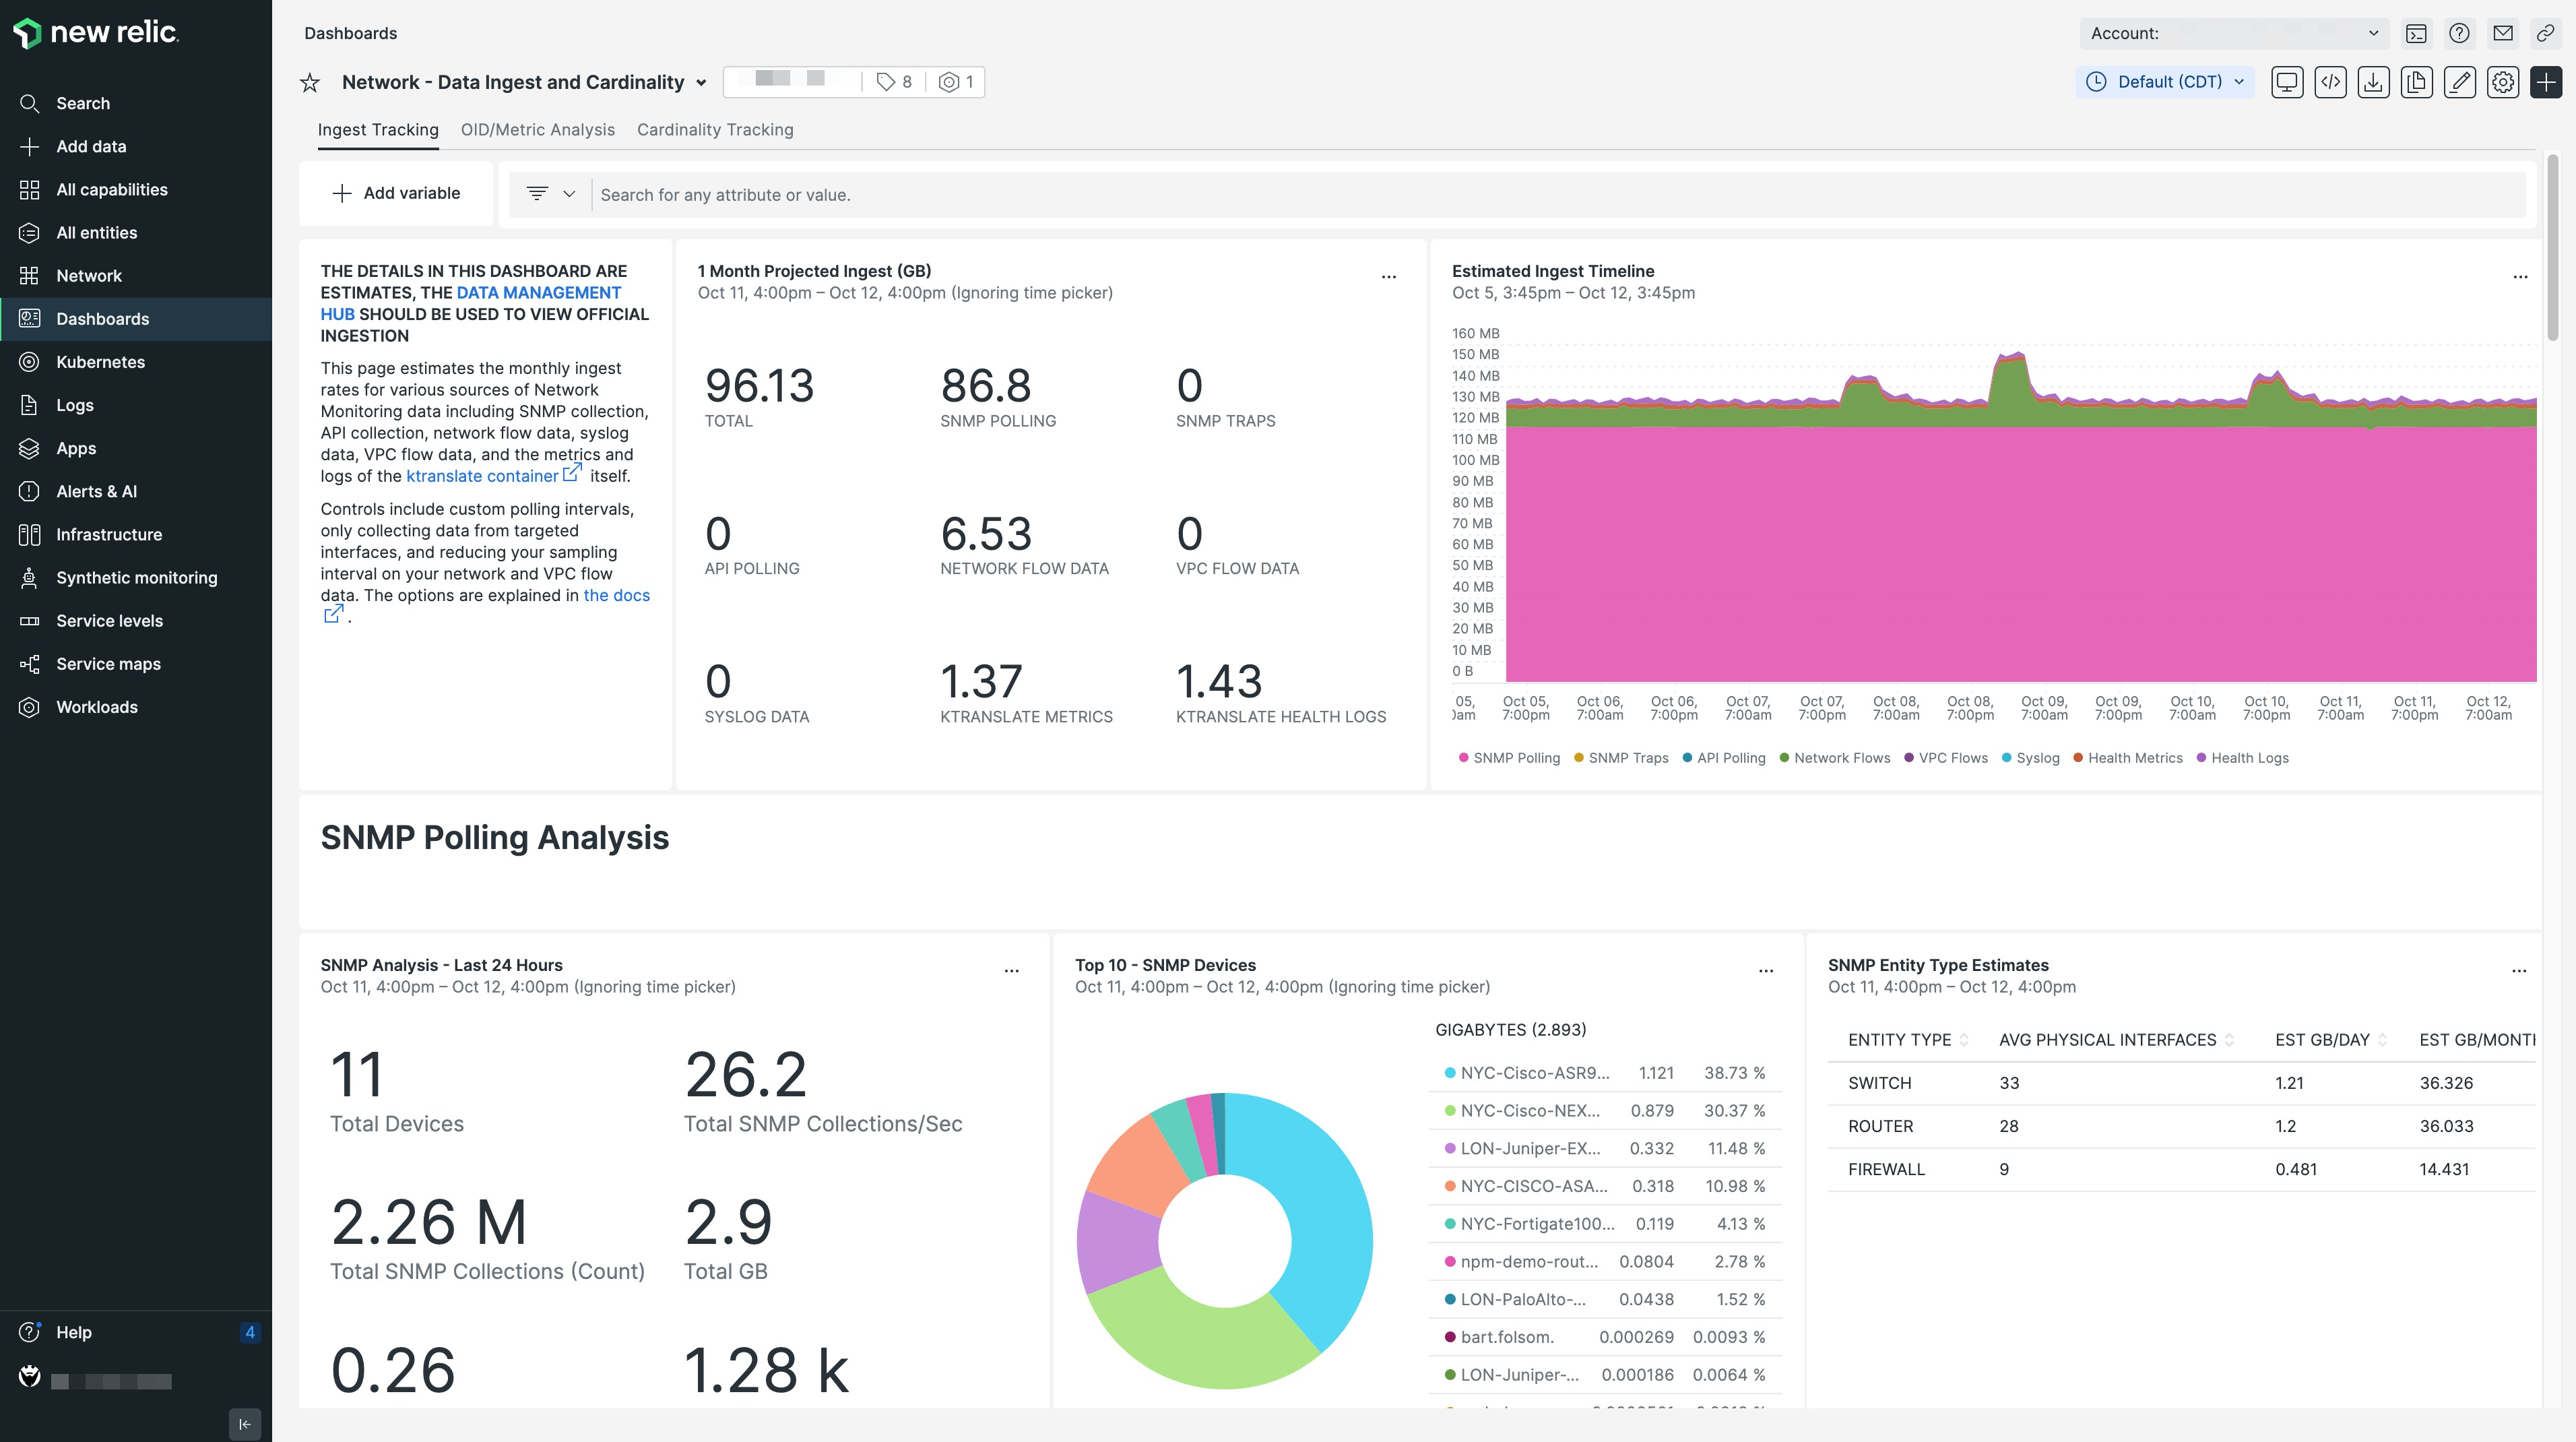 new relic.
Search
Add data
All capabilities
All entities
Network
Dashboards
Kubernetes
Logs
Apps
Alerts & AI
Infrastructure
Synthetic monitoring
Service levels
Service maps
Workloads
Help 4
Dashboards
Account:
Network - Data Ingest and Cardinality
8 1
Default (CDT)
Ingest Tracking OID/Metric Analysis Cardinality Tracking
Add variable
Search for any attribute or value.
THE DETAILS IN THIS DASHBOARD ARE
ESTIMATES, THE DATA MANAGEMENT
HUB SHOULD BE USED TO VIEW OFFICIAL
INGESTION
This page estimates the monthly ingest
rates for various sources of Network
Monitoring data including SNMP collection,
API collection, network flow data, syslog
data, VPC flow data, and the metrics and
logs of the ktranslate container itself.
Controls include custom polling intervals,
only collecting data from targeted
interfaces, and reducing your sampling
interval on your network and VPC flow
data. The options are explained in the docs
.
1 Month Projected Ingest (GB)
Oct 11, 4:00pm – Oct 12, 4:00pm (Ignoring time picker)
96.13 86.8 0
TOTAL SNMP POLLING SNMP TRAPS
0 6.53 0
API POLLING NETWORK FLOW DATA VPC FLOW DATA
0 1.37 1.43
SYSLOG DATA KTRANSLATE METRICS KTRANSLATE HEALTH LOGS
Estimated Ingest Timeline
Oct 5, 3:45pm – Oct 12, 3:45pm
160 MB
150 MB
140 MB
130 MB
120 MB
110 MB
100 MB
90 MB
80 MB
70 MB
60 MB
50 MB
40 MB
30 MB
20 MB
10 MB
0 B
05, Oct 05, Oct 06, Oct 06, Oct 07, Oct 07, Oct 08, Oct 08, Oct 09, Oct 09, Oct 10, Oct 10, Oct 11, Oct 11, Oct 12,
0am 7:00pm 7:00am 7:00pm 7:00am 7:00pm 7:00am 7:00pm 7:00am 7:00pm 7:00am 7:00pm 7:00am 7:00pm 7:00am
SNMP Polling SNMP Traps API Polling Network Flows VPC Flows Syslog Health Metrics Health Logs
SNMP Polling Analysis
SNMP Analysis - Last 24 Hours
Oct 11, 4:00pm – Oct 12, 4:00pm (Ignoring time picker)
11 26.2
Total Devices Total SNMP Collections/Sec
2.26 M 2.9
Total SNMP Collections (Count) Total GB
0.26 1.28 k
Top 10 - SNMP Devices
Oct 11, 4:00pm – Oct 12, 4:00pm (Ignoring time picker)
GIGABYTES (2.893)
NYC-Cisco-ASR9... 1.121 38.73 %
NYC-Cisco-NEX... 0.879 30.37 %
LON-Juniper-EX... 0.332 11.48 %
NYC-CISCO-ASA... 0.318 10.98 %
NYC-Fortigate100... 0.119 4.13 %
npm-demo-rout... 0.0804 2.78 %
LON-PaloAlto-... 0.0438 1.52 %
bart.folsom. 0.000269 0.0093 %
LON-Juniper-... 0.000186 0.0064 %
SNMP Entity Type Estimates
Oct 11, 4:00pm – Oct 12, 4:00pm
ENTITY TYPE AVG PHYSICAL INTERFACES EST GB/DAY EST GB/MONTH
SWITCH 33 1.21 36.326
ROUTER 28 1.2 36.033
FIREWALL 9 0.481 14.431